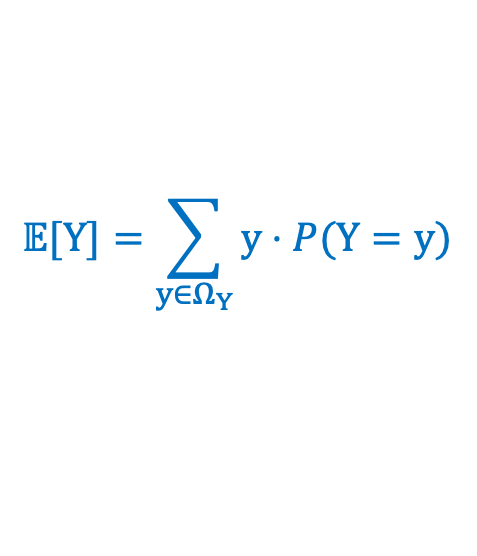 𝔼[Y] = ∑ y · P(Y = y)
y∈Ω_Y